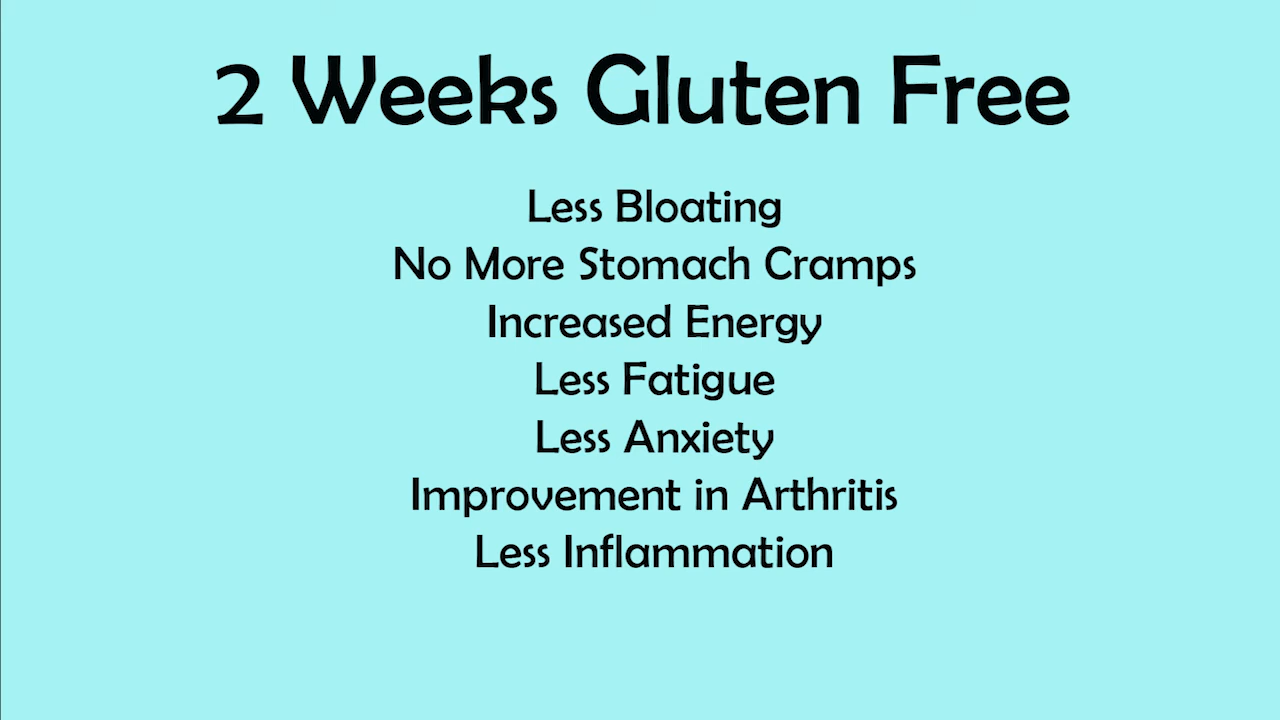 2 Weeks Gluten Free
Less Bloating
No More Stomach Cramps
Increased Energy
Less Fatigue
Less Anxiety
Improvement in Arthritis
Less Inflammation